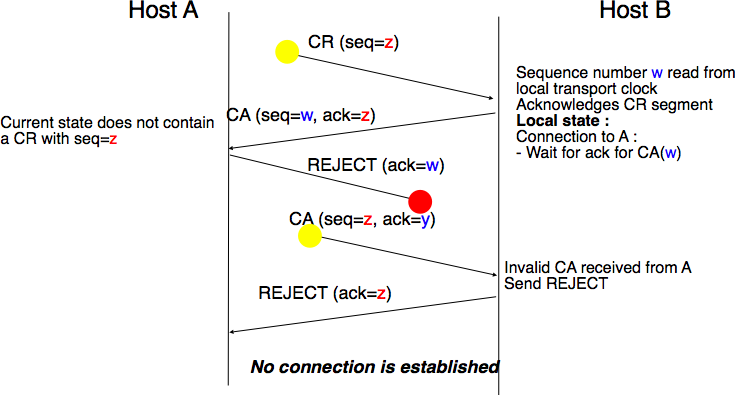 Host A
Host B
CR (seq=z)
Sequence number w read from
local transport clock
Acknowledges CR segment
Local state :
Connection to A :
- Wait for ack for CA(w)
CA (seq=w, ack=z)
Current state does not contain
a CR with seq=z
REJECT (ack=w)
CA (seq=z, ack=y)
Invalid CA received from A
Send REJECT
REJECT (ack=z)
No connection is established